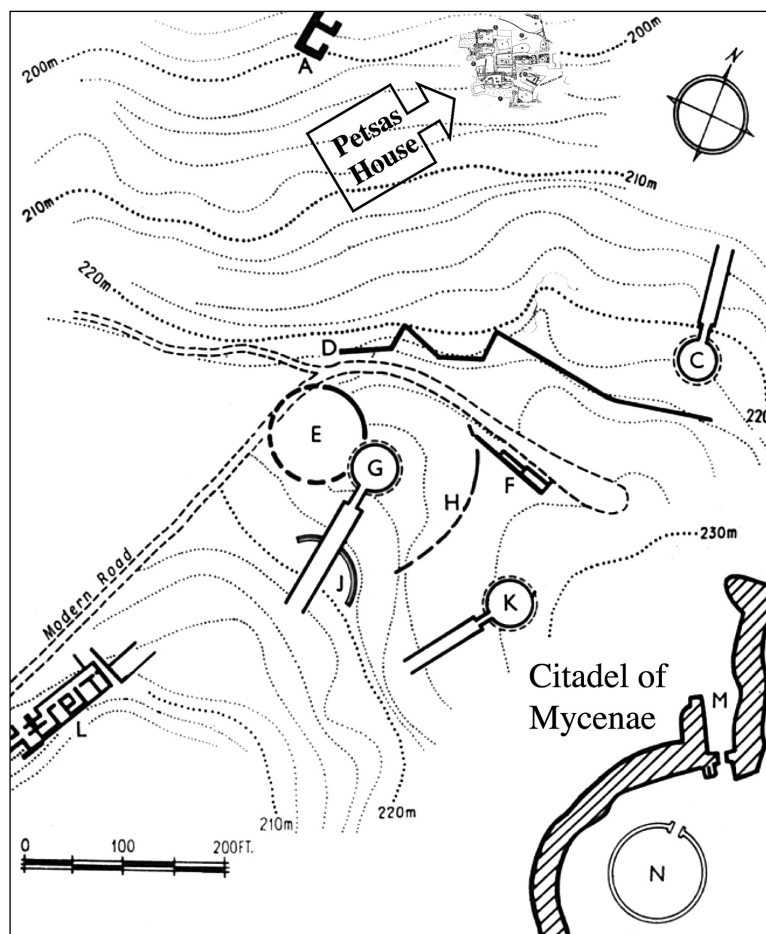 200m
A
200m
N
Petsas
House
210m
210m
220m
D
C
220
E
G
F
H
230m
J
K
Modern Road
Citadel of
Mycenae
M
L
220m
210m
0 100 200FT.
N